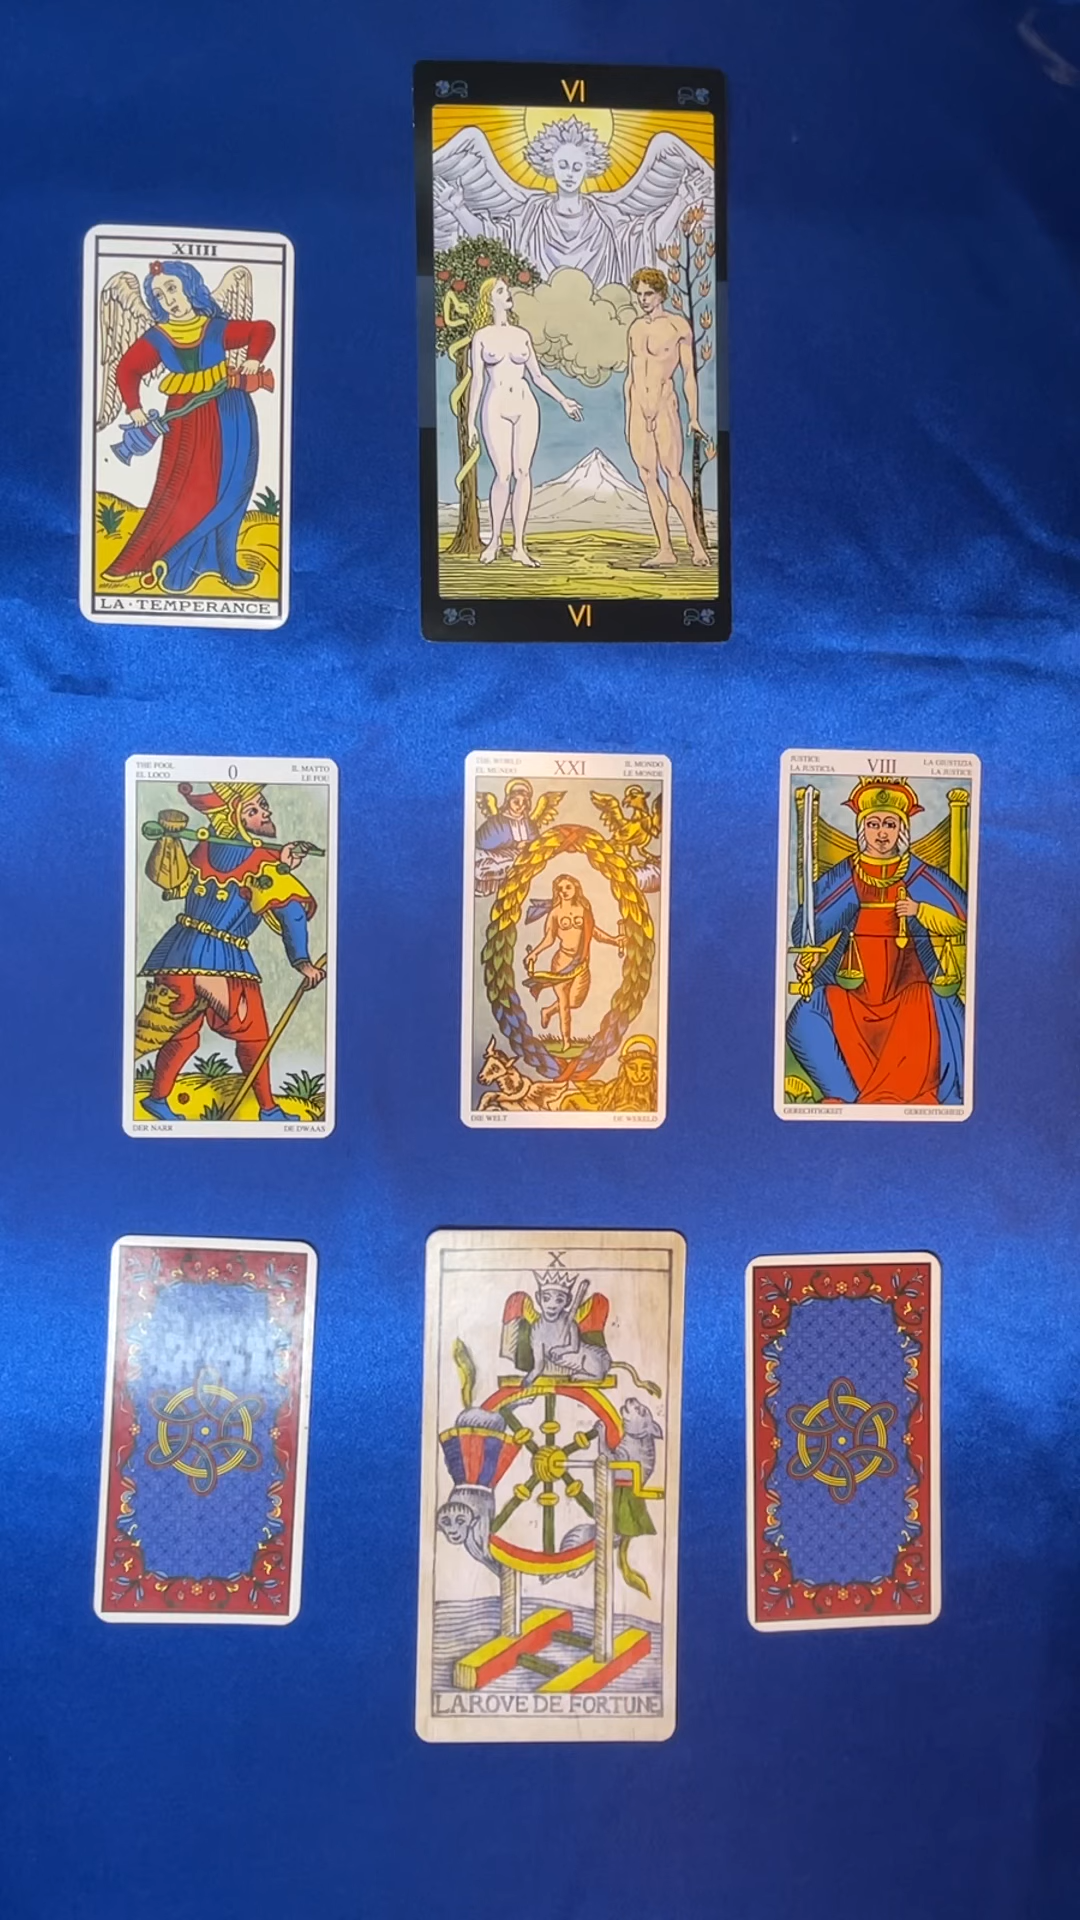 VI
XIIII
LA·TEMPERANCE
VI
THE FOOL
EL LOCO
0
IL MATTO
LE FOU
DER NARR
DE DWAAS
THE WORLD
EL MUNDO
XXI
IL MONDO
LE MONDE
DIE WELT
DE WERELD
JUSTICE
LA JUSTICIA
VIII
LA GIUSTIZIA
LA JUSTICE
GERECHTIGKEIT
GERECHTIGHEID
X
LA ROVE DE FORTUNE